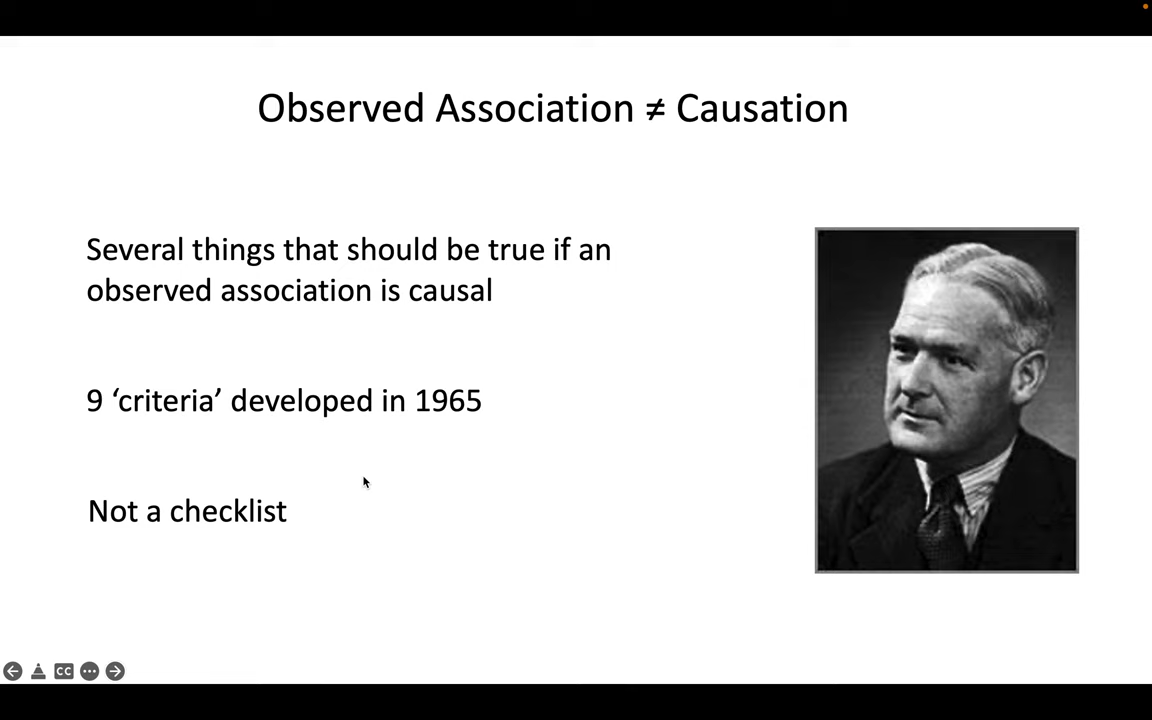 Observed Association ≠ Causation
Several things that should be true if an
observed association is causal
9 ‘criteria’ developed in 1965
Not a checklist
CC